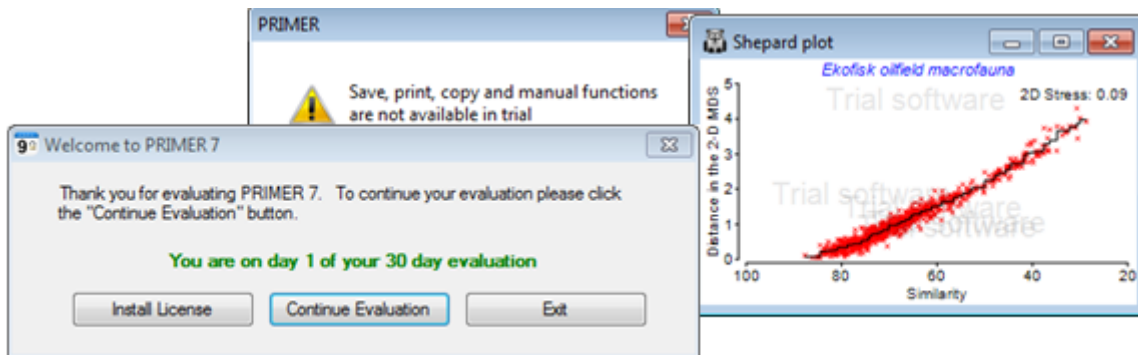 PRIMER
Save, print, copy and manual functions
are not available in trial
Welcome to PRIMER 7
Thank you for evaluating PRIMER 7. To continue your evaluation please click
the "Continue Evaluation" button.
You are on day 1 of your 30 day evaluation
Install License
Continue Evaluation
Exit
Shepard plot
Ekofisk oilfield macrofauna
2D Stress: 0.09
Trial software
Trial software
Trial software
Trial software
Distance in the 2-D MDS
5
4
3
2
1
0
100 80 60 40 20
Similarity